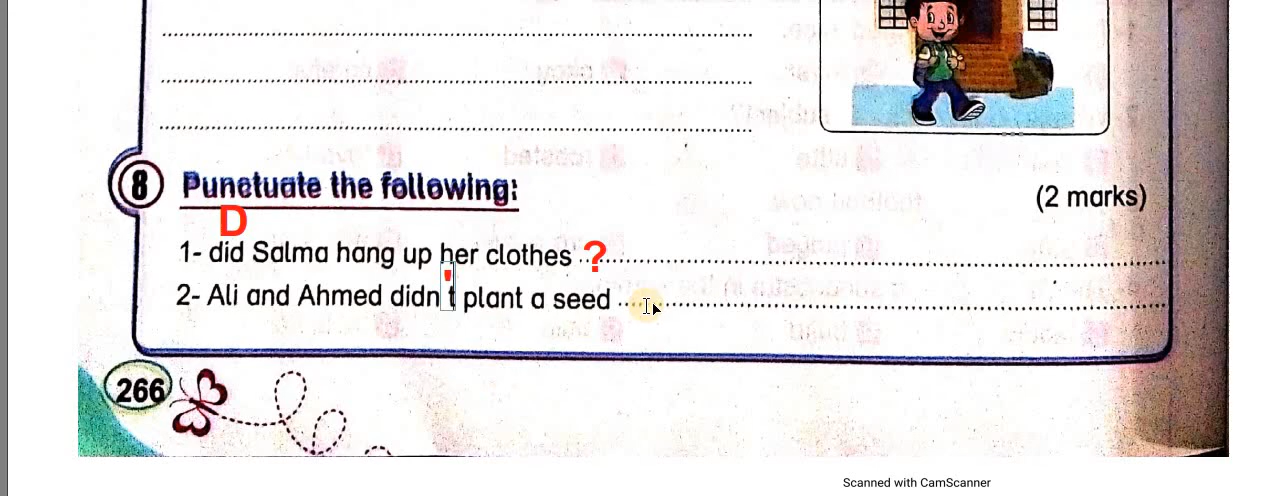 8 Punctuate the following:
(2 marks)
D
1- did Salma hang up her clothes ?
'
2- Ali and Ahmed didn t plant a seed
266
Scanned with CamScanner